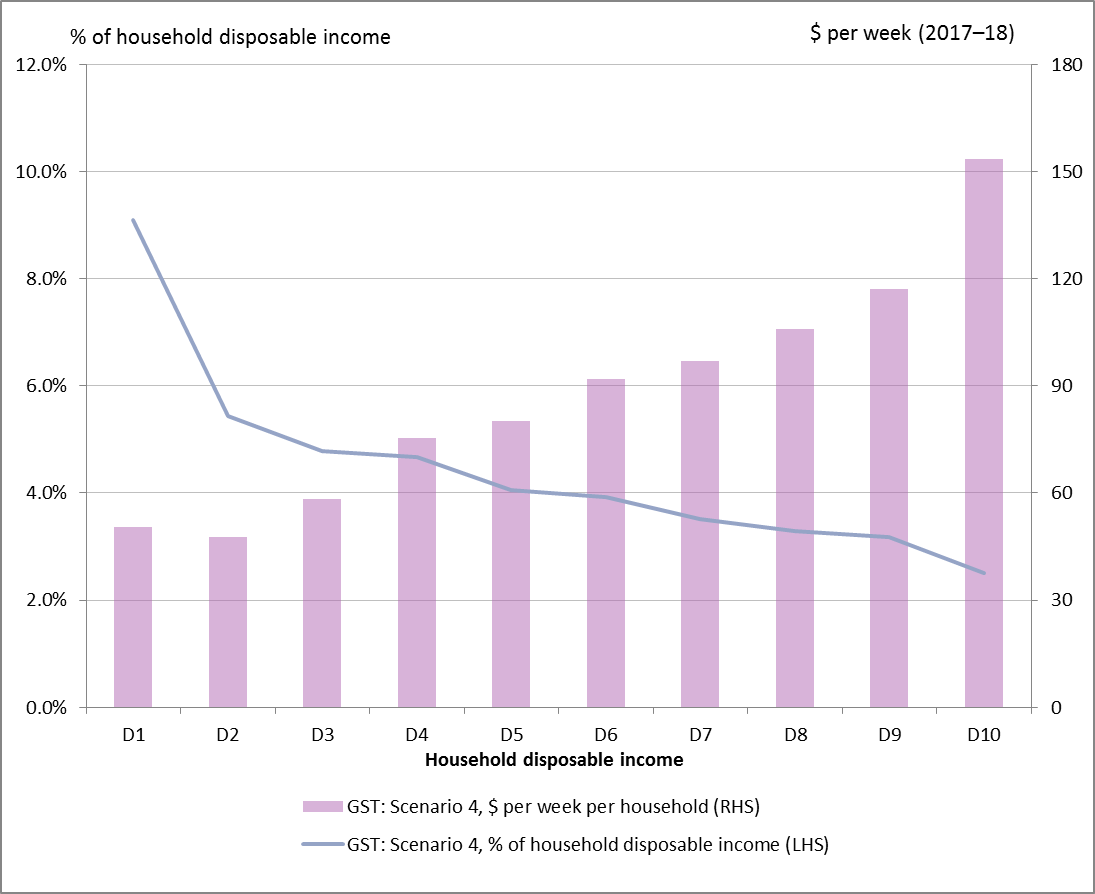 % of household disposable income
$ per week (2017–18)
12.0%
10.0%
8.0%
6.0%
4.0%
2.0%
0.0%
180
150
120
90
60
30
0
D1 D2 D3 D4 D5 D6 D7 D8 D9 D10
Household disposable income
GST: Scenario 4, $ per week per household (RHS)
GST: Scenario 4, % of household disposable income (LHS)